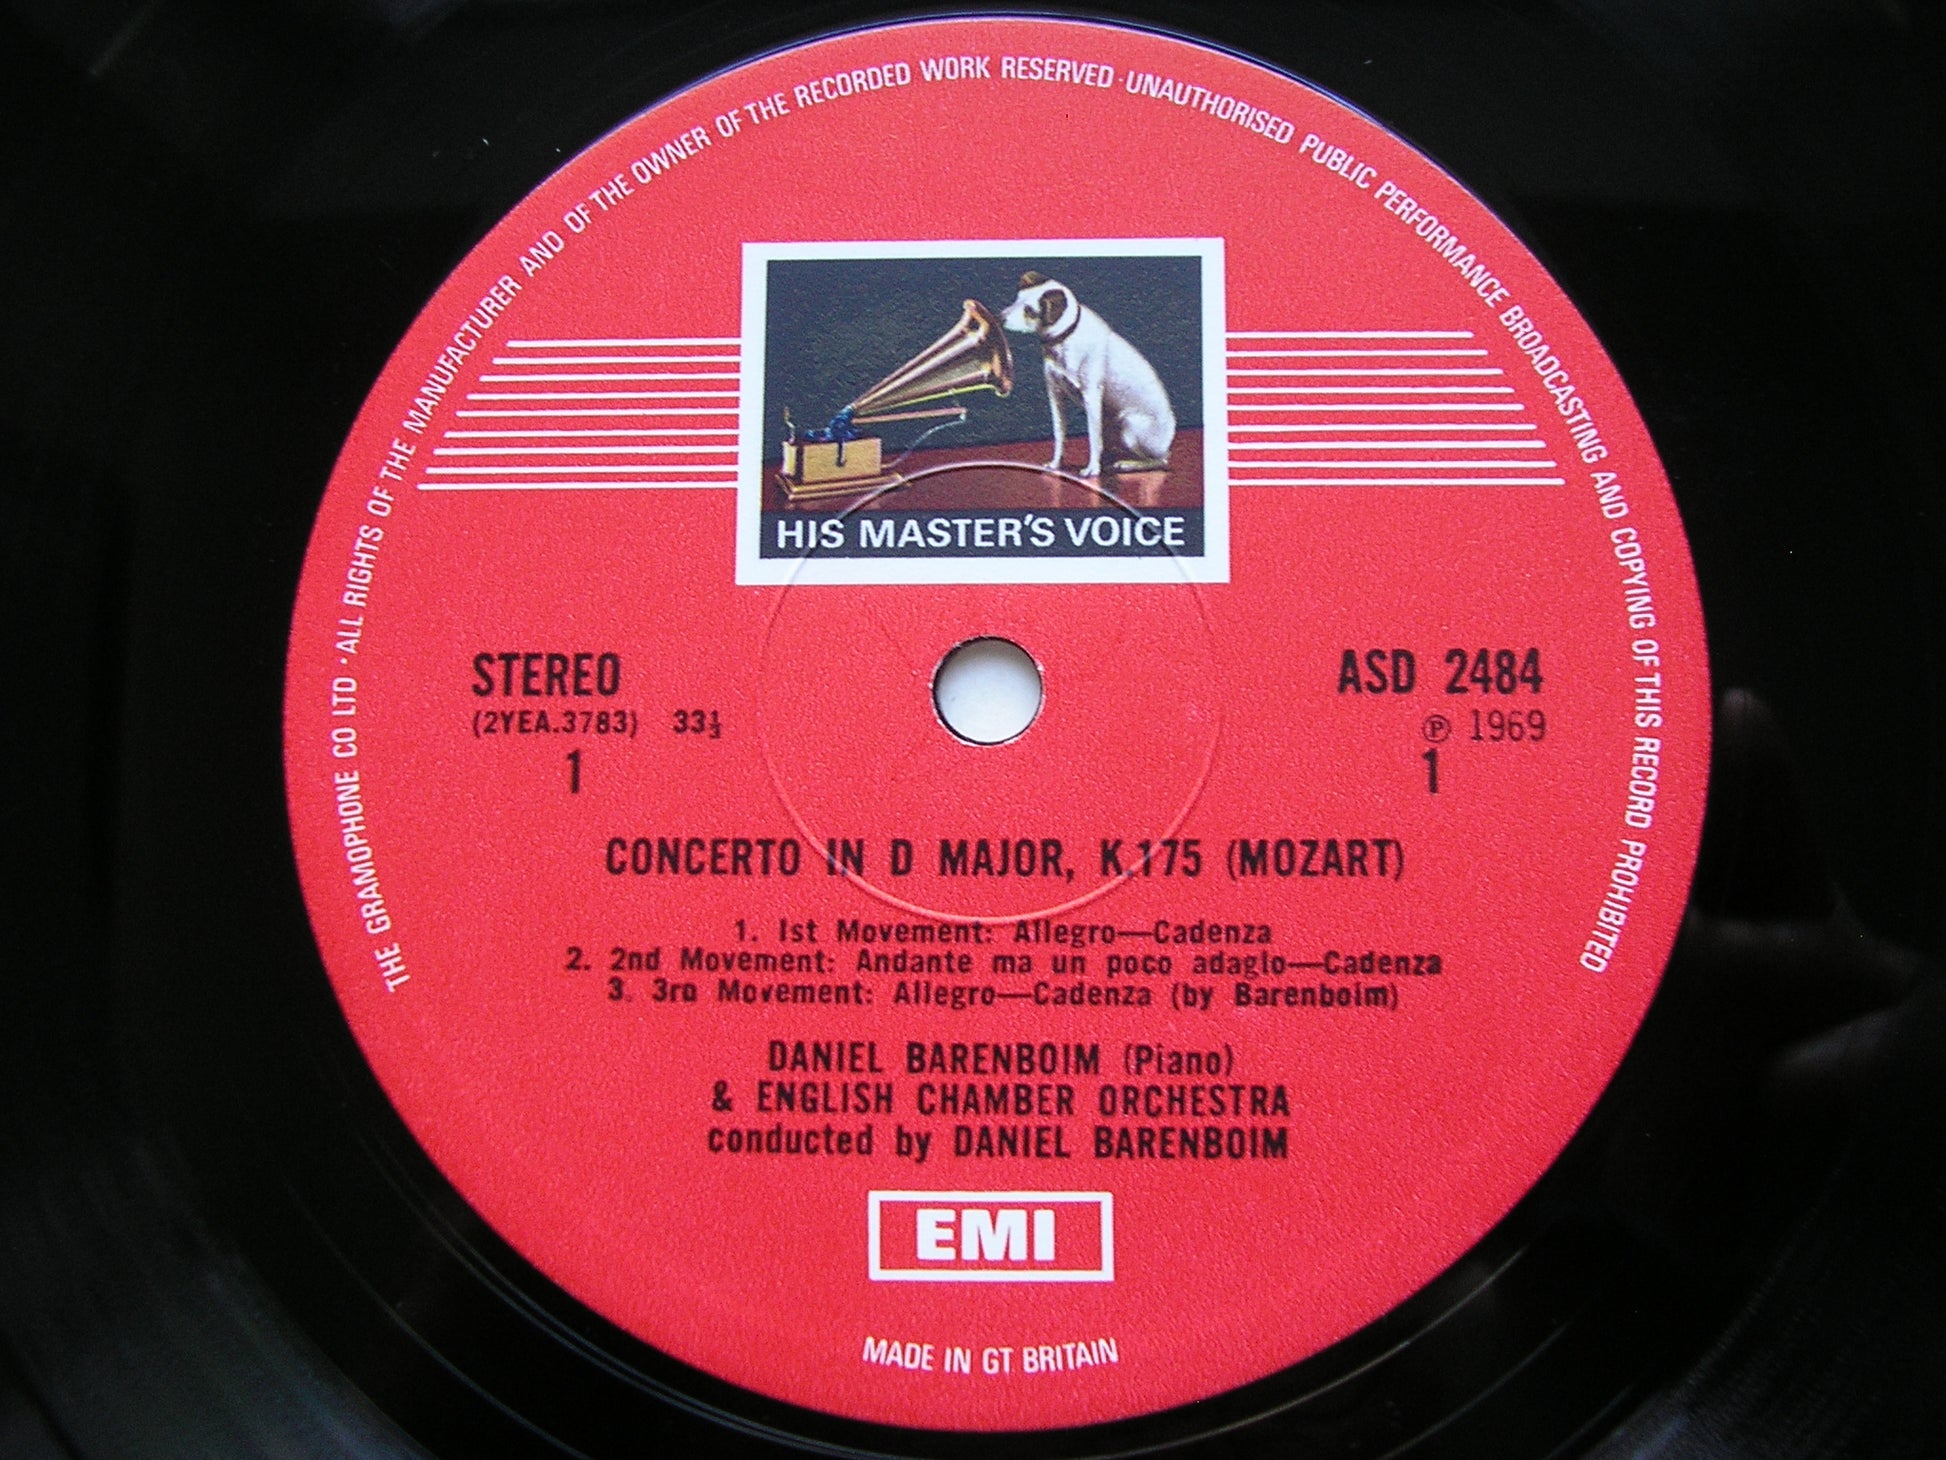 THE GRAMOPHONE CO LTD · ALL RIGHTS OF THE MANUFACTURER AND OF THE OWNER OF THE RECORDED WORK RESERVED · UNAUTHORISED PUBLIC PERFORMANCE BROADCASTING AND COPYING OF THIS RECORD PROHIBITED
HIS MASTER'S VOICE
STEREO
(2YEA.3783) 33⅓
1
ASD 2484
℗ 1969
1
CONCERTO IN D MAJOR, K.175 (MOZART)
1. 1st Movement: Allegro—Cadenza
2. 2nd Movement: Andante ma un poco adagio—Cadenza
3. 3rd Movement: Allegro—Cadenza (by Barenboim)
DANIEL BARENBOIM (Piano)
& ENGLISH CHAMBER ORCHESTRA
conducted by DANIEL BARENBOIM
EMI
MADE IN GT BRITAIN